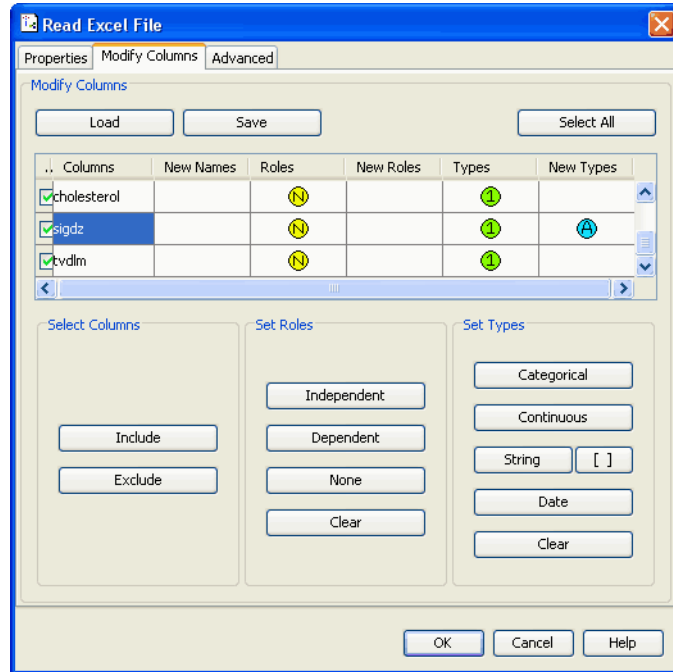 Read Excel File
Properties Modify Columns Advanced
Modify Columns
Load Save Select All
.. Columns New Names Roles New Roles Types New Types
cholesterol N 1
sigdz N 1 A
tvdlm N 1
Select Columns Set Roles Set Types
Categorical
Independent
Continuous
Include Dependent
String [ ]
Exclude None
Date
Clear
Clear
OK Cancel Help